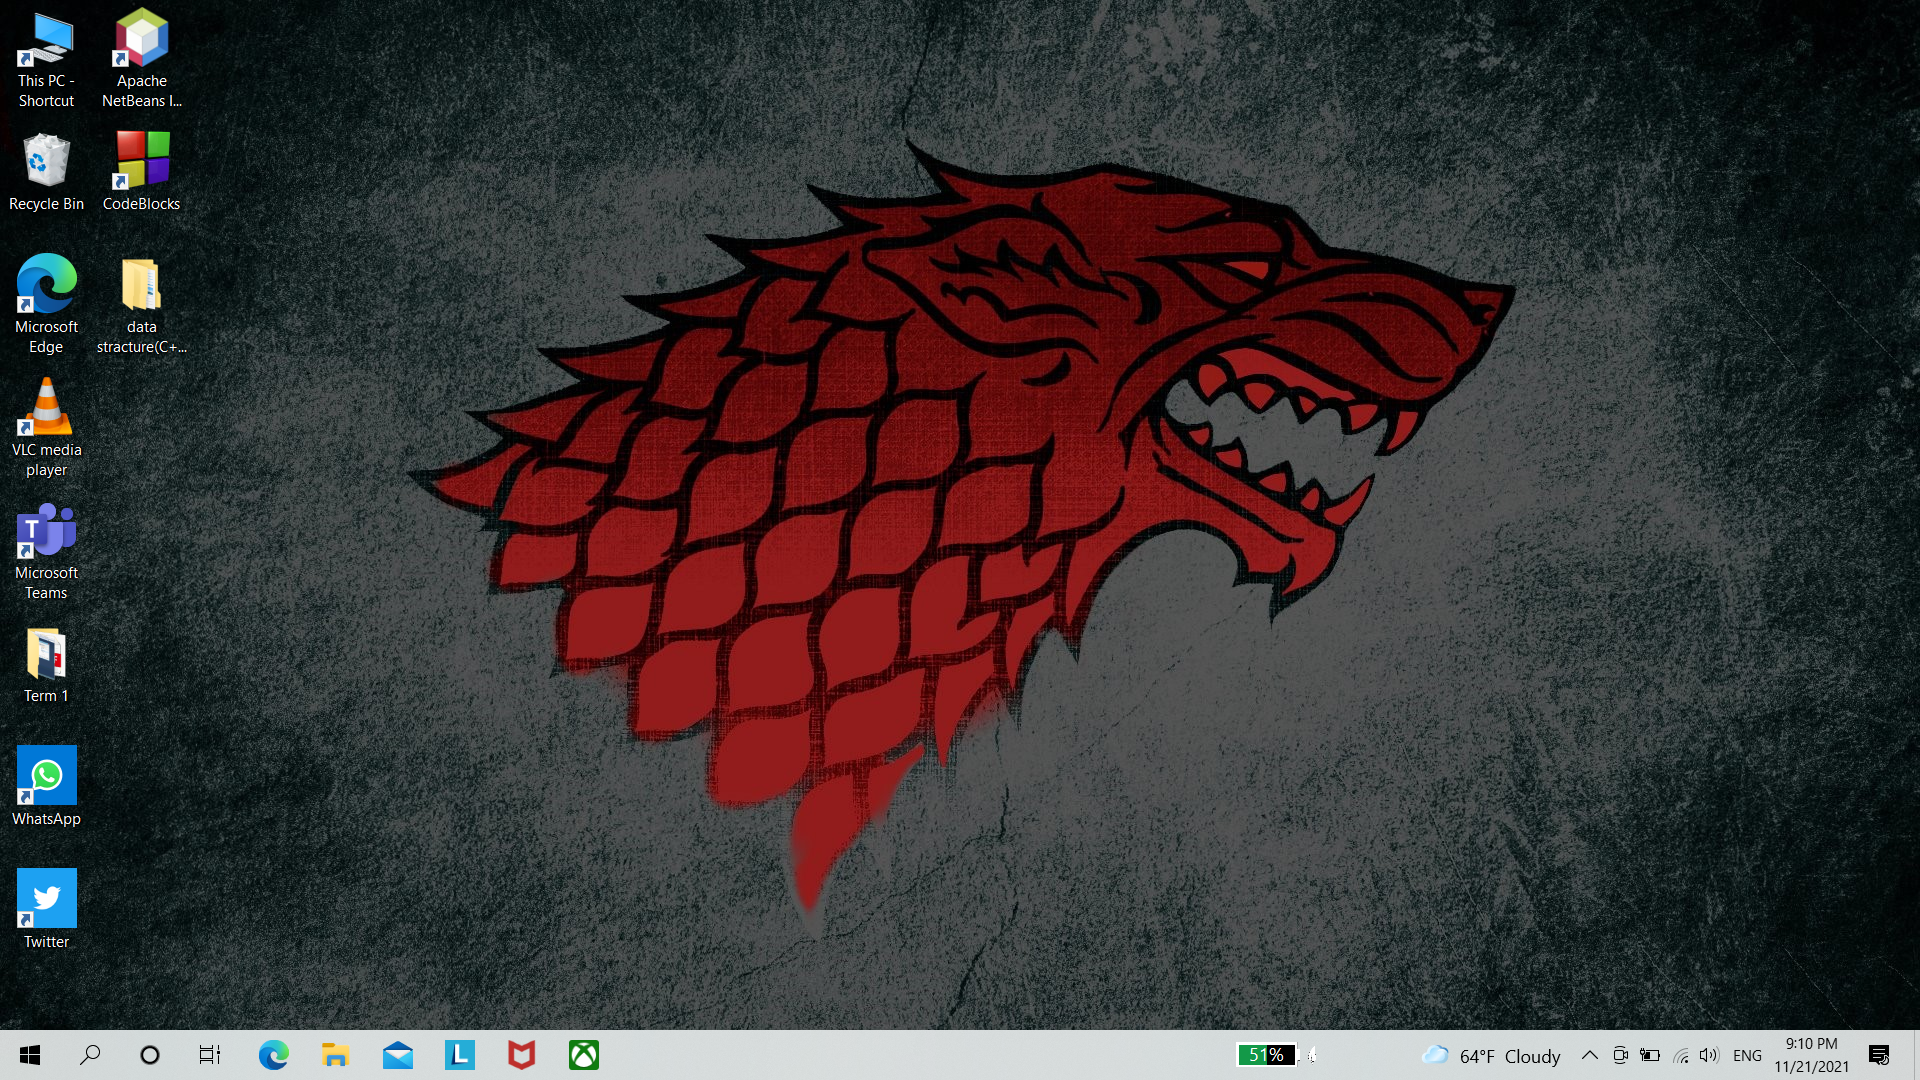 This PC -
Shortcut
Apache
NetBeans I...
Recycle Bin
CodeBlocks
Microsoft
Edge
data
stracture(C+...
VLC media
player
T
Microsoft
Teams
Term 1
WhatsApp
Twitter
L
51%
64°F Cloudy
ENG
9:10 PM
11/21/2021